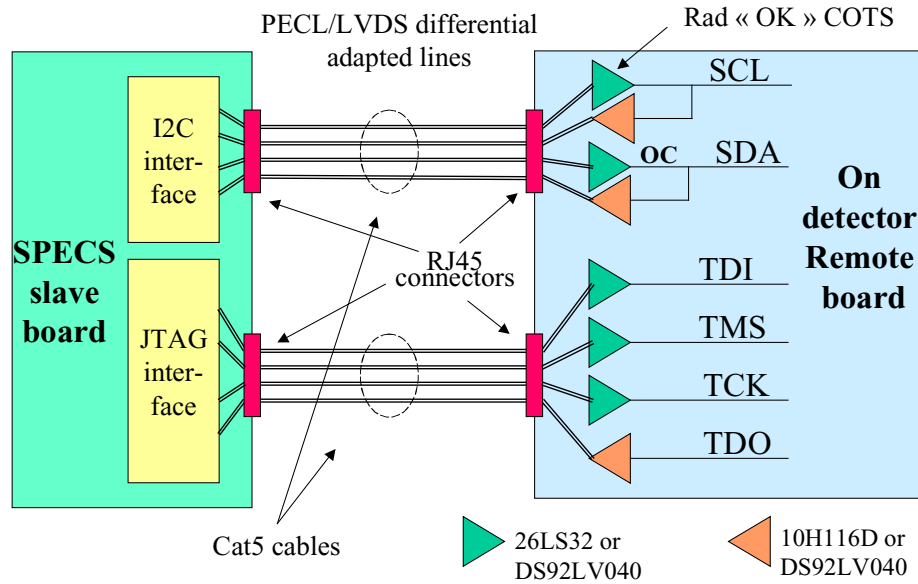 PECL/LVDS differential
adapted lines
Rad « OK » COTS
SCL
I2C
inter-
face
OC
SDA
On
detector
Remote
board
SPECS
slave
board
RJ45
connectors
TDI
TMS
JTAG
inter-
face
TCK
TDO
Cat5 cables
26LS32 or
DS92LV040
10H116D or
DS92LV040